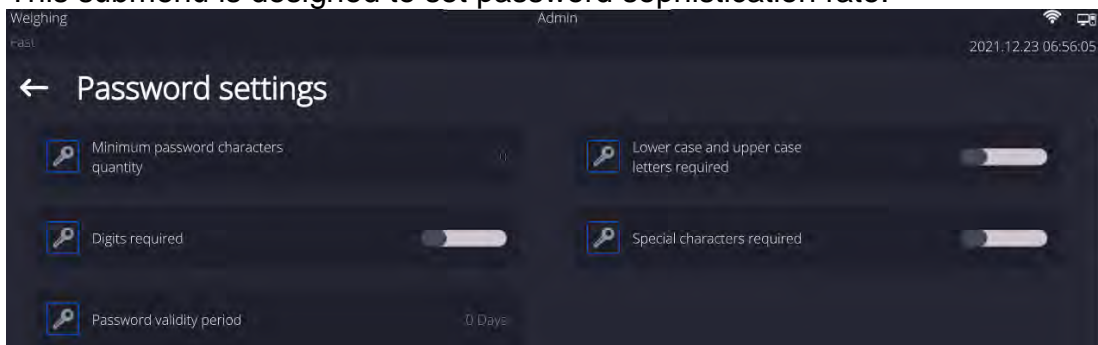 This submenu is designed to set password sophistication rate.
Weighing Admin
Fast 2021.12.23 06:56:05
← Password settings
Minimum password characters
quantity 0
Lower case and upper case
letters required
Digits required
Special characters required
Password validity period 0 Days